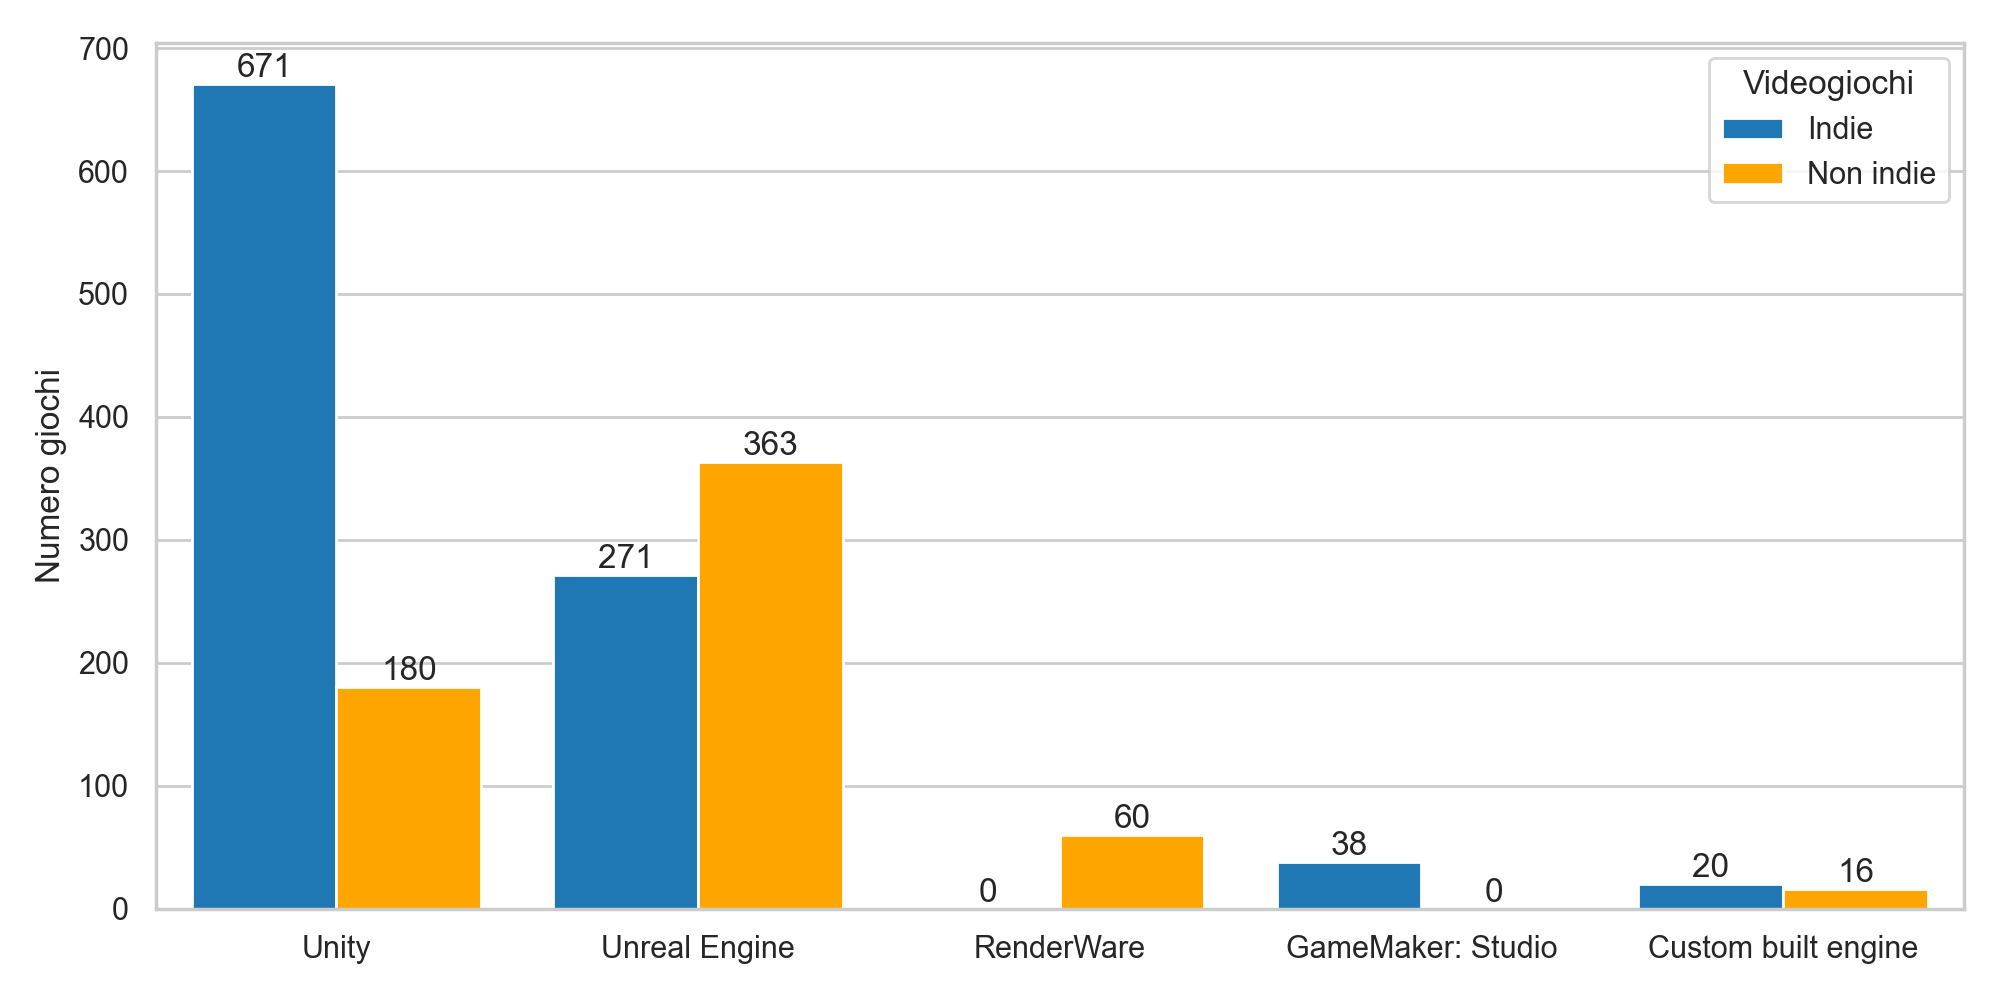 Videogiochi
Indie
Non indie
Numero giochi
700
600
500
400
300
200
100
0
671
180
271
363
0
60
38
0
20
16
Unity
Unreal Engine
RenderWare
GameMaker: Studio
Custom built engine